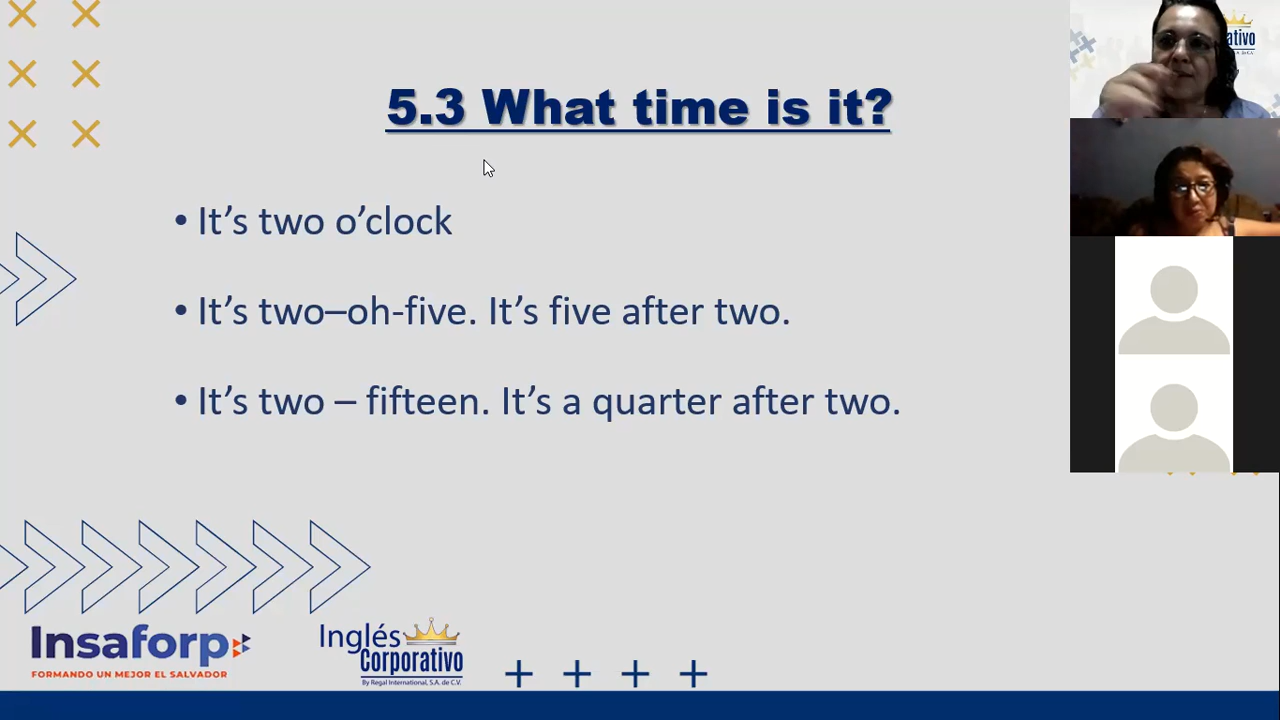 5.3 What time is it?
• It's two o'clock
• It's two–oh-five. It's five after two.
• It's two – fifteen. It's a quarter after two.
Insaforp
FORMANDO UN MEJOR EL SALVADOR
Inglés
Corporativo
By Regal International, S.A. de C.V.
ativo